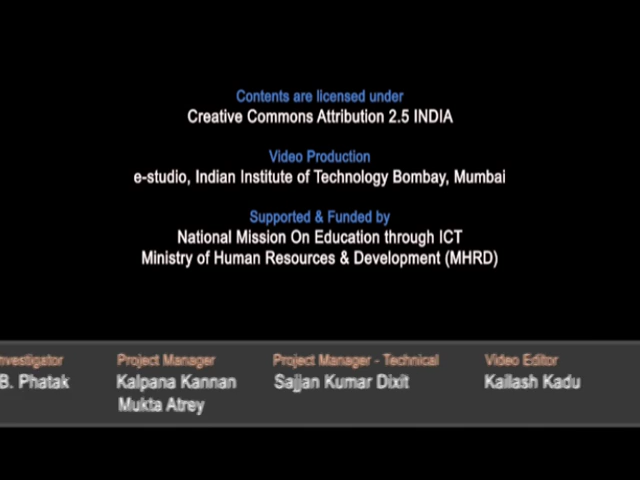 Contents are licensed under
Creative Commons Attribution 2.5 INDIA
Video Production
e-studio, Indian Institute of Technology Bombay, Mumbai
Supported & Funded by
National Mission On Education through ICT
Ministry of Human Resources & Development (MHRD)
nvestigator
B. Phatak
Project Manager
Kalpana Kannan
Mukta Atrey
Project Manager - Technical
Sajjan Kumar Dixit
Video Editor
Kailash Kadu